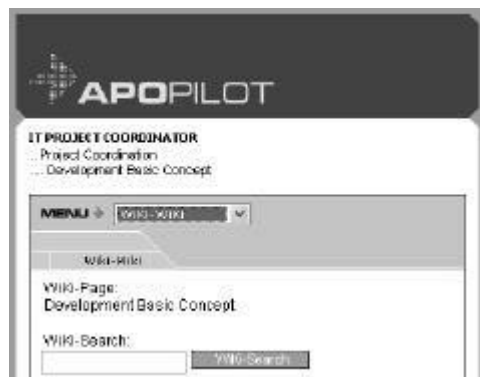 APOPILOT
IT PROJECT COORDINATOR
... Project Coordination
... Development Basic Concept
MENU Wiki-Wiki
Wiki-Wiki
Wiki-Page:
Development Basic Concept
Wiki-Search:
Wiki-Search